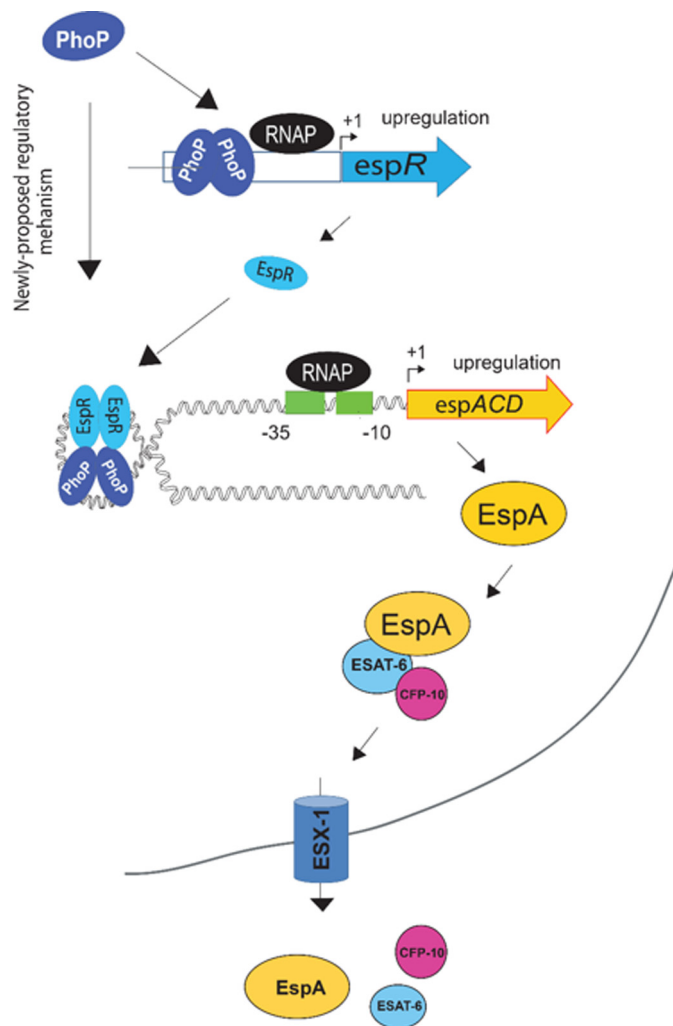 PhoP
Newly-proposed regulatory
mehanism
PhoP
PhoP
RNAP
+1
upregulation
espR
EspR
EspR
EspR
PhoP
PhoP
RNAP
+1
upregulation
espACD
-35
-10
EspA
EspA
ESAT-6
CFP-10
ESX-1
CFP-10
EspA
ESAT-6